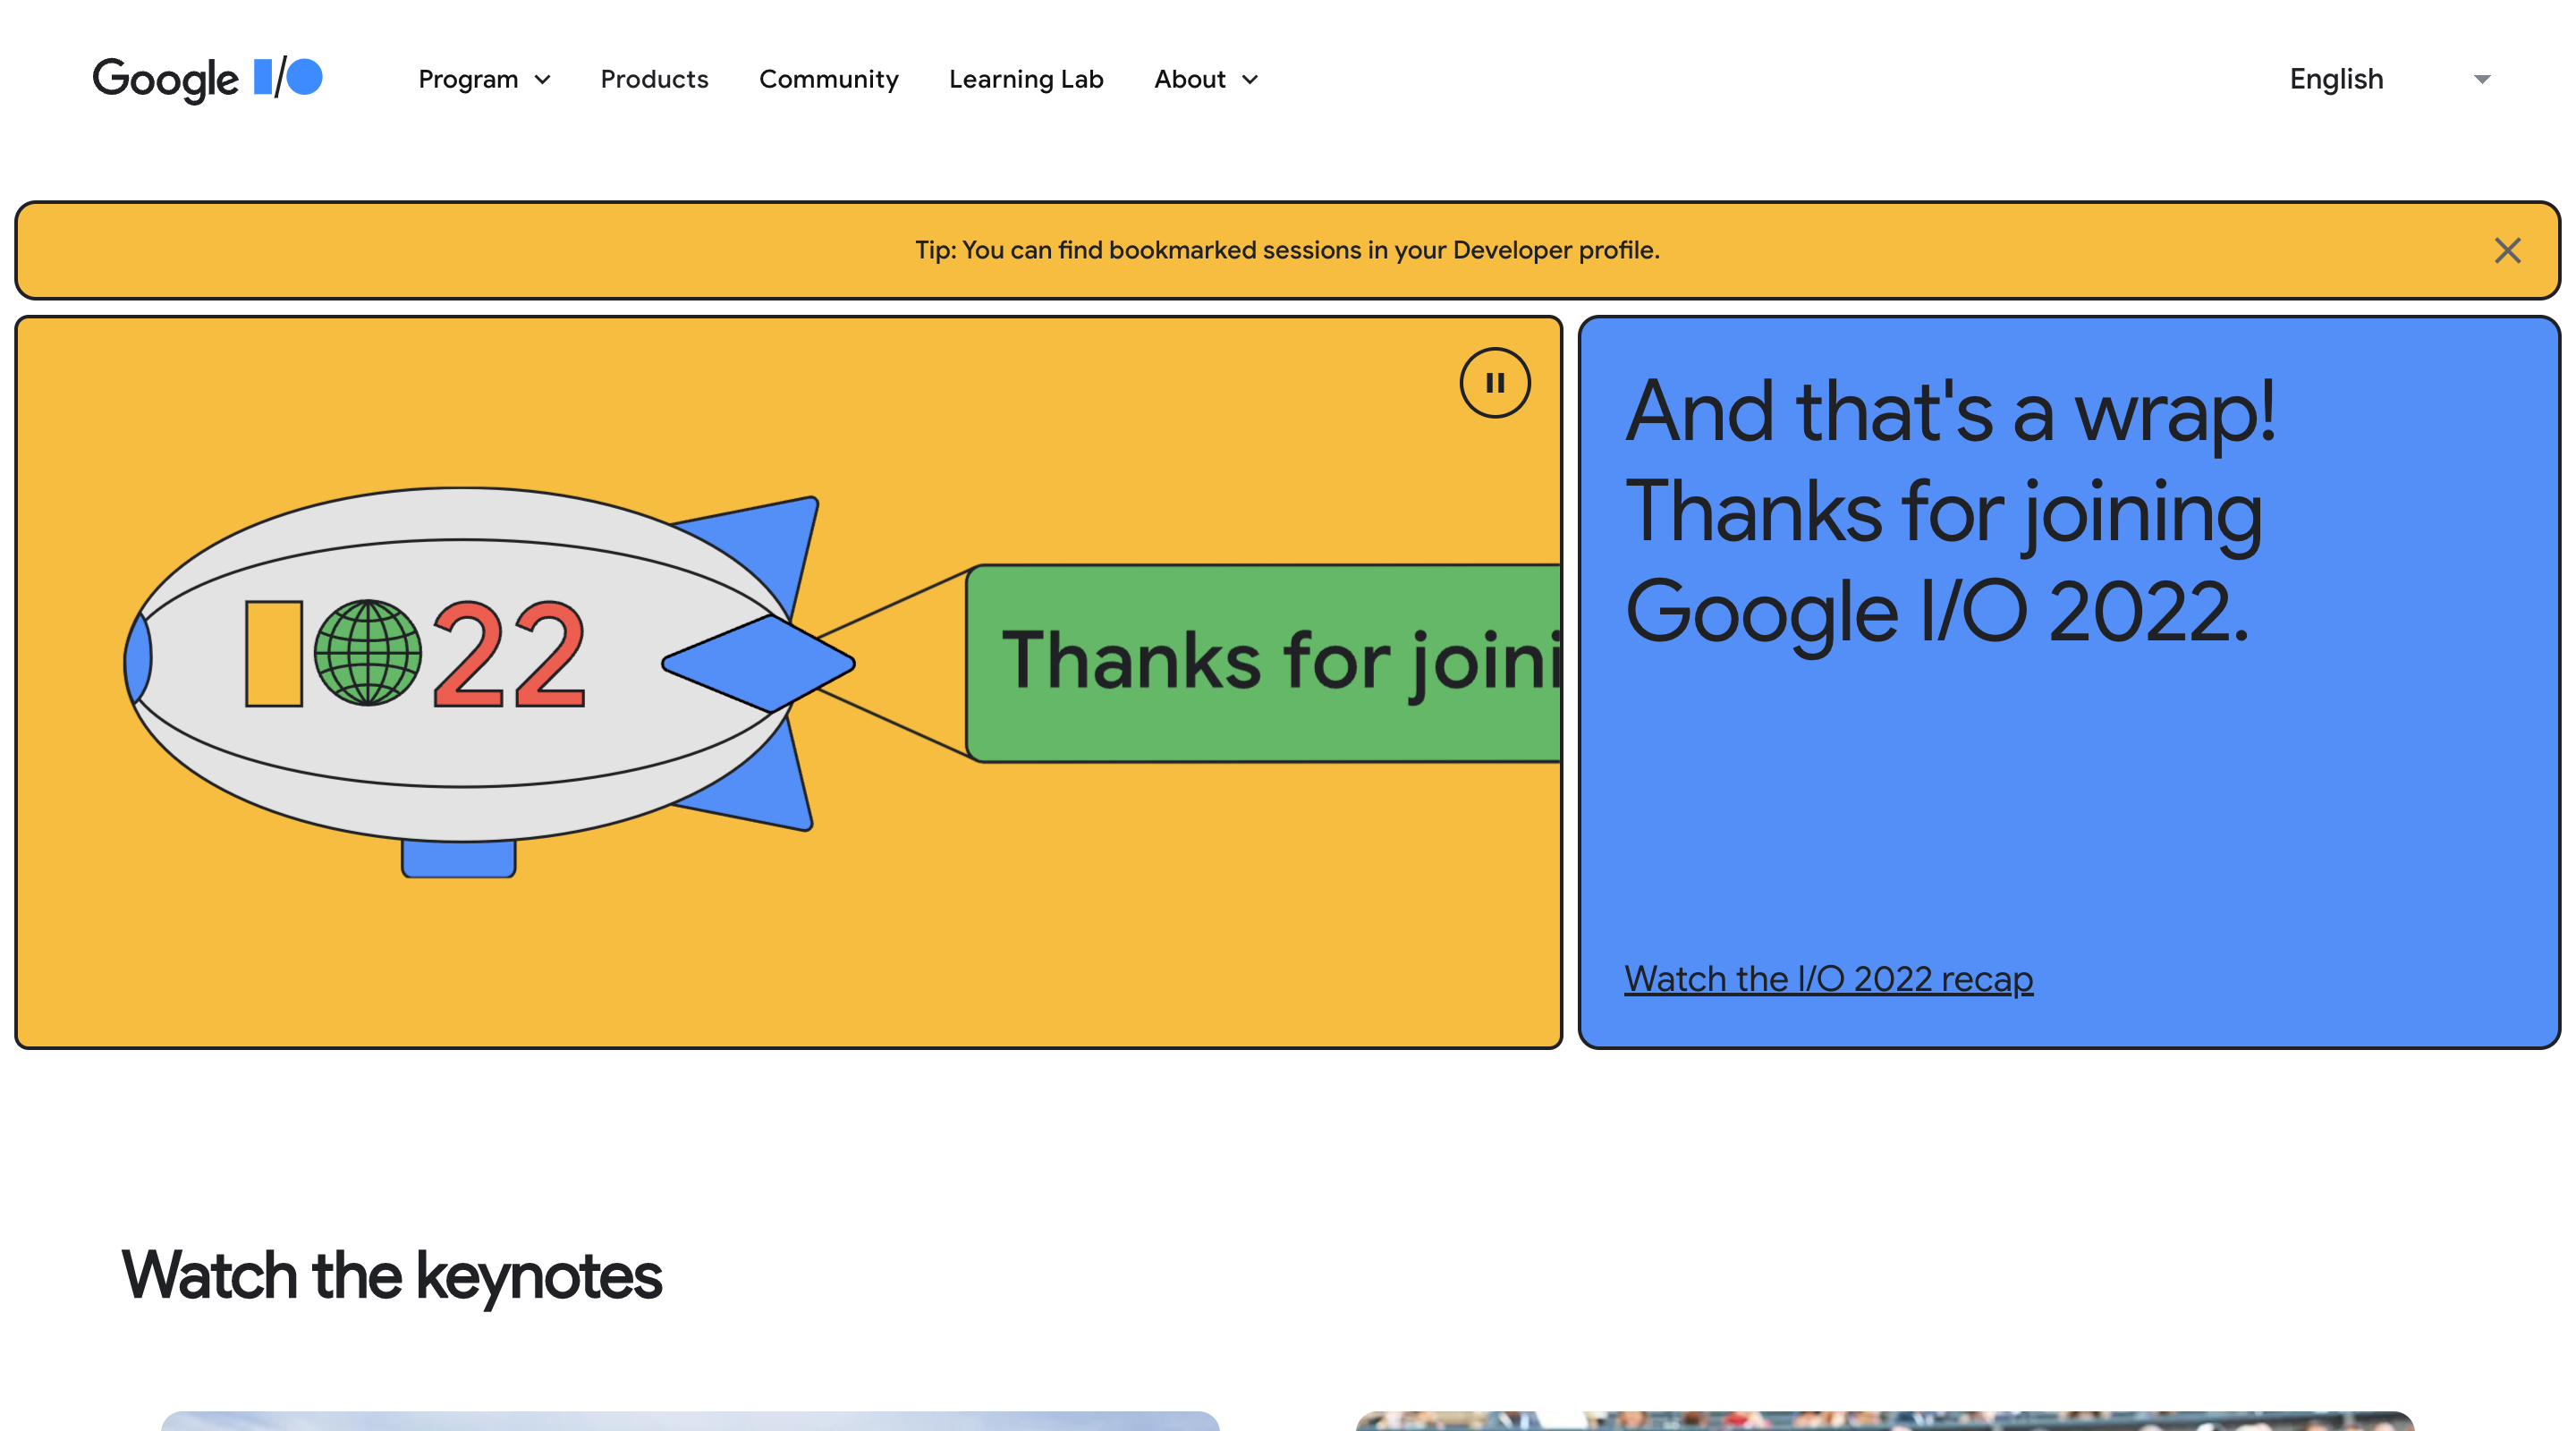 Google I/O
Program
Products
Community
Learning Lab
About
English
Tip: You can find bookmarked sessions in your Developer profile.
22
Thanks for joini
And that's a wrap!
Thanks for joining
Google I/O 2022.
Watch the I/O 2022 recap
Watch the keynotes